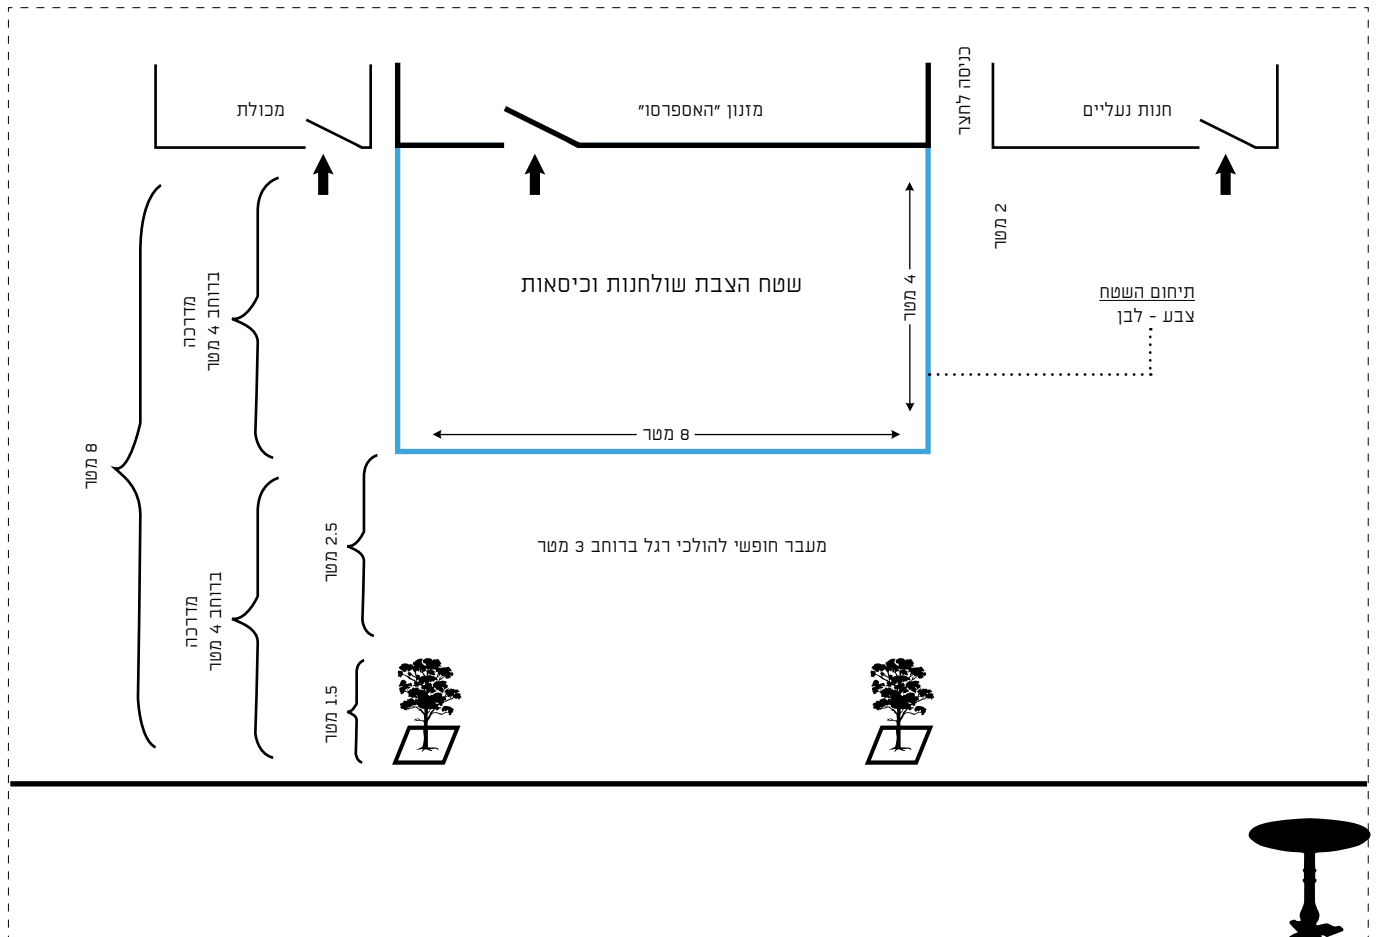 כניסה לחצר
חנות נעליים
מזנון "האספרסו"
מכולת
2 מטר
שטח הצבת שולחנות וכיסאות
4 מטר
תיחום השטח
צבע - לבן
8 מטר
מדרכה
ברוחב 4 מטר
8 מטר
מעבר חופשי להולכי רגל ברוחב 3 מטר
2.5 מטר
מדרכה
ברוחב 4 מטר
1.5 מטר